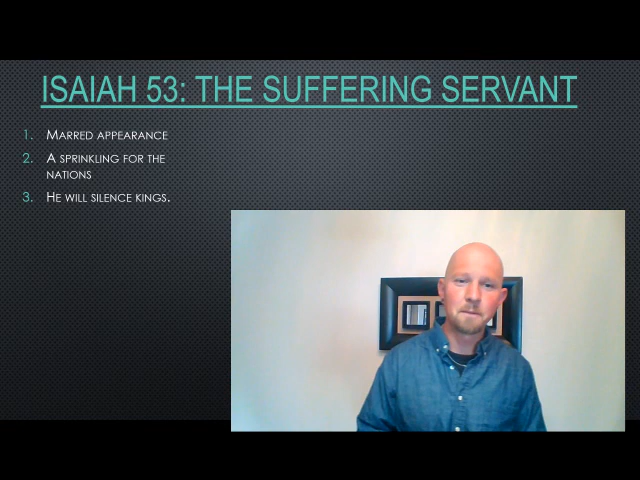 ISAIAH 53: THE SUFFERING SERVANT
1. MARRED APPEARANCE
2. A SPRINKLING FOR THE
NATIONS
3. HE WILL SILENCE KINGS.